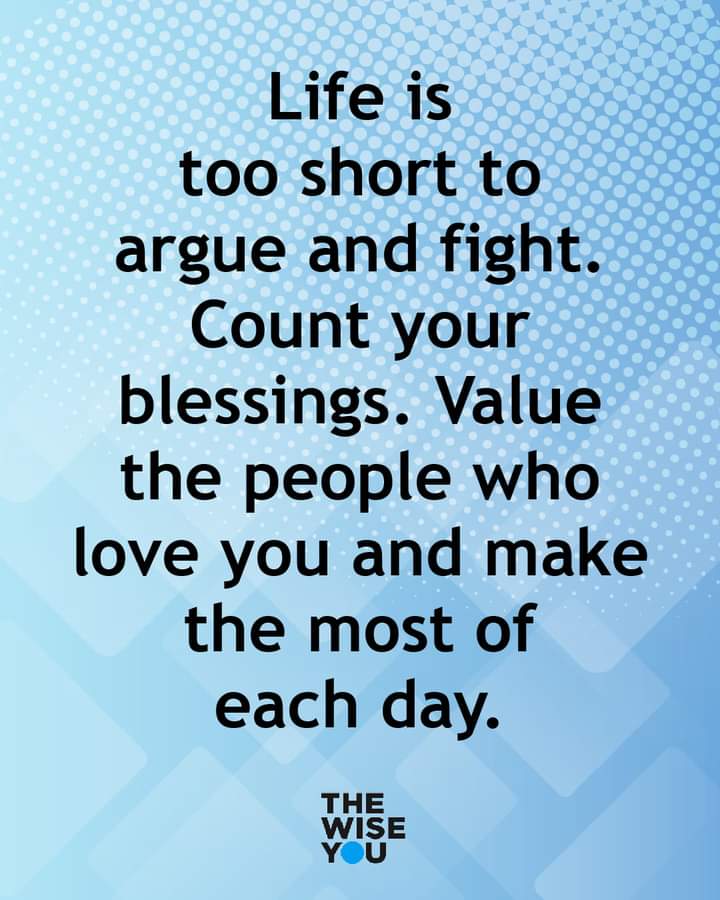 Life is
too short to
argue and fight.
Count your
blessings. Value
the people who
love you and make
the most of
each day.
THE
WISE
YOU